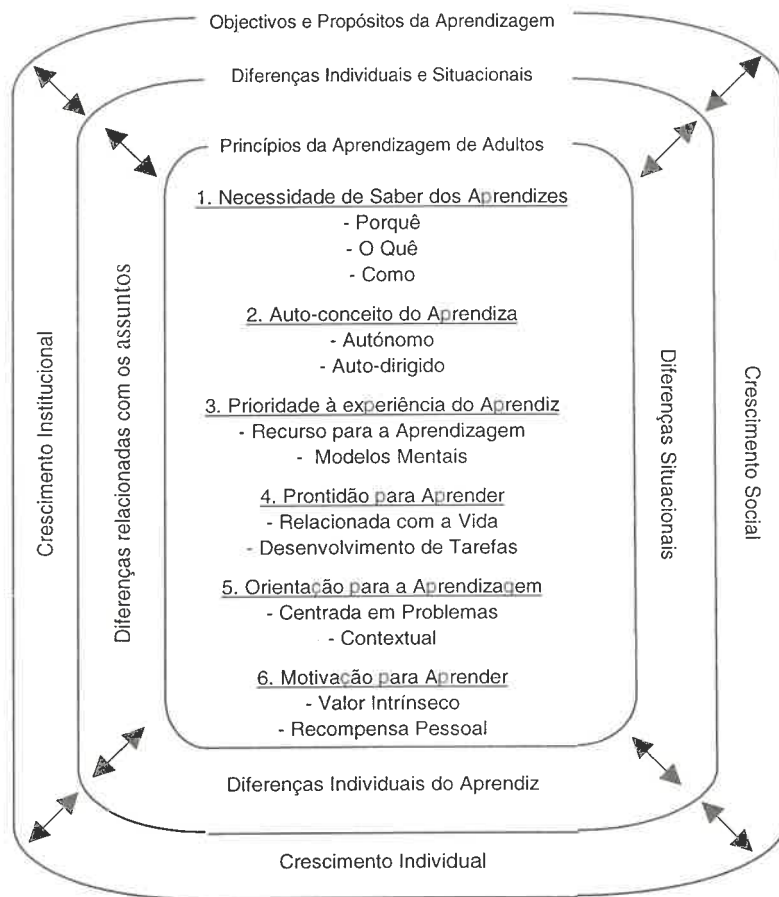 Objectivos e Propósitos da Aprendizagem
Diferenças Individuais e Situacionais
Princípios da Aprendizagem de Adultos
1. Necessidade de Saber dos Aprendizes
- Porquê
- O Quê
- Como
2. Auto-conceito do Aprendiza
- Autónomo
- Auto-dirigido
3. Prioridade à experiência do Aprendiz
- Recurso para a Aprendizagem
- Modelos Mentais
4. Prontidão para Aprender
- Relacionada com a Vida
- Desenvolvimento de Tarefas
5. Orientação para a Aprendizagem
- Centrada em Problemas
- Contextual
6. Motivação para Aprender
- Valor Intrínseco
- Recompensa Pessoal
Crescimento Institucional
Diferenças relacionadas com os assuntos
Diferenças Situacionais
Crescimento Social
Diferenças Individuais do Aprendiz
Crescimento Individual